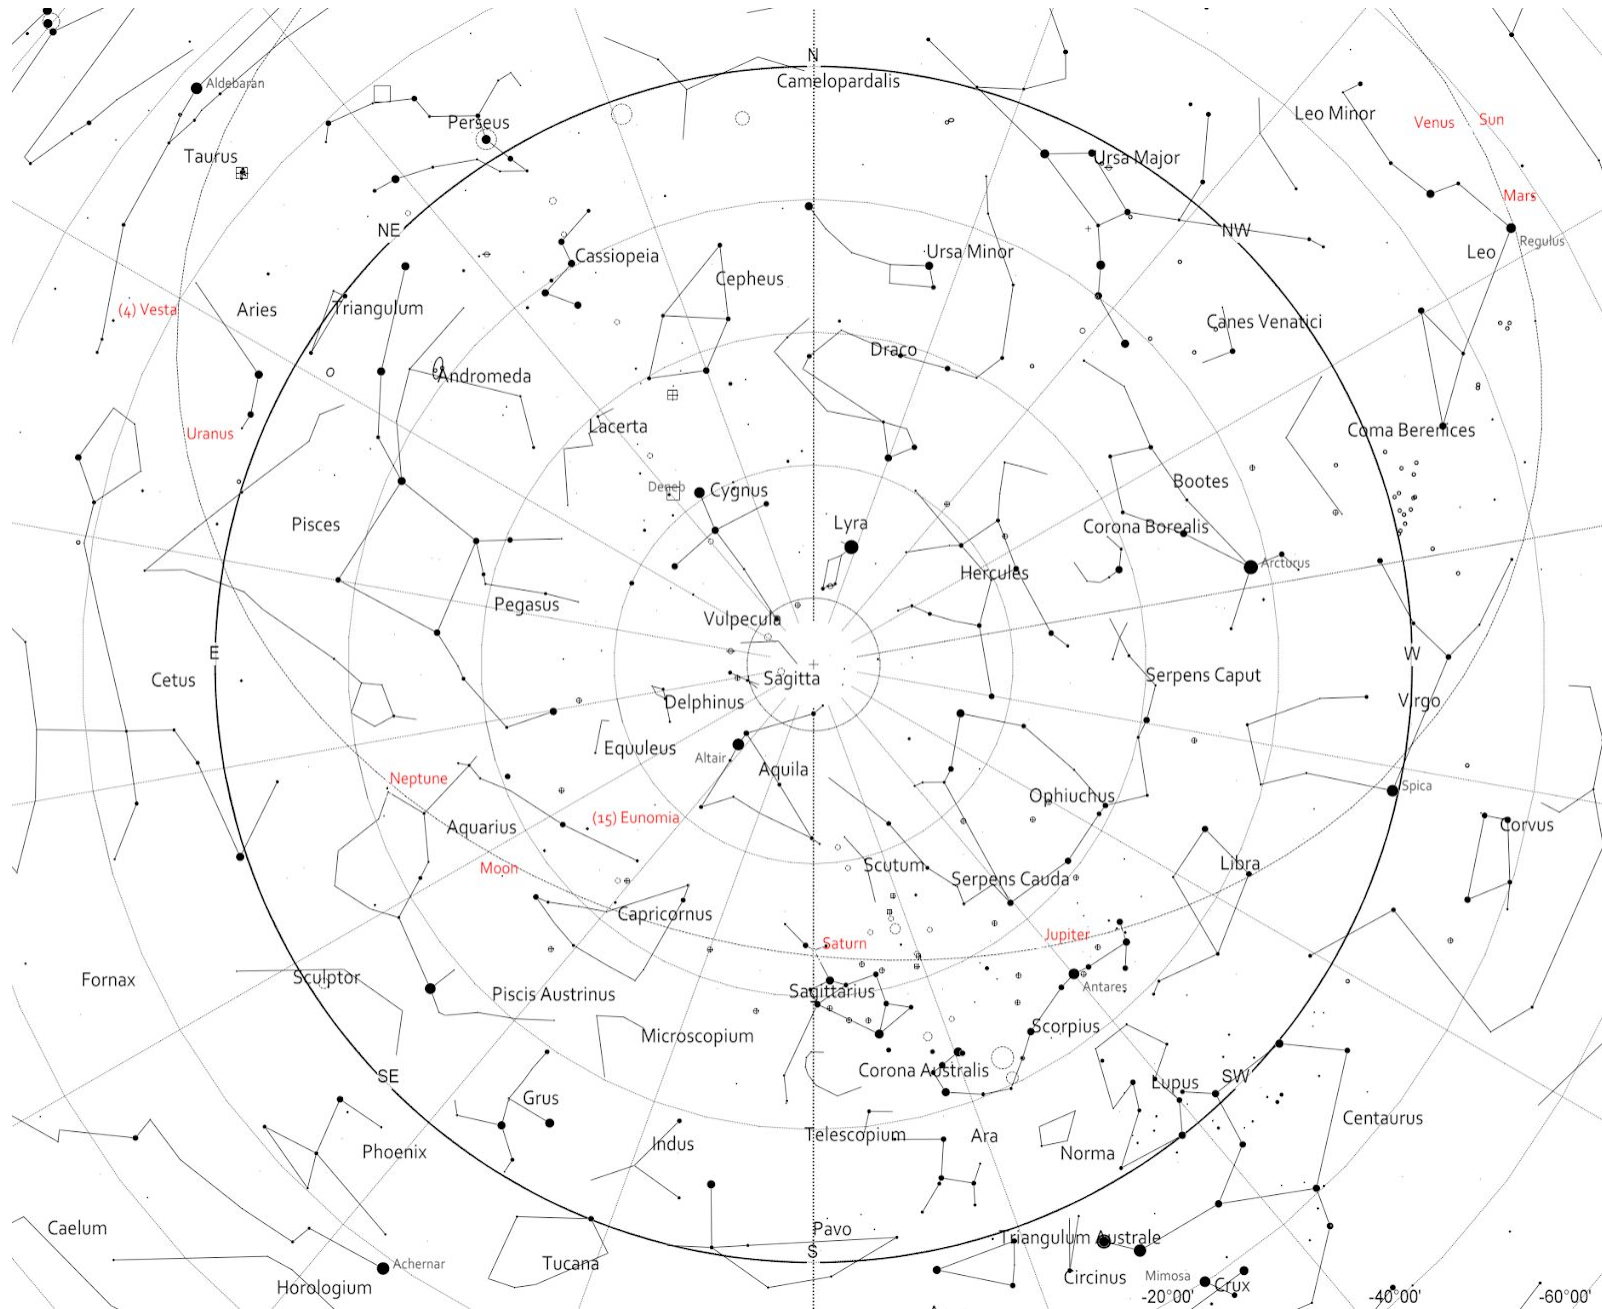 N
Camelopardalis
Aldebaran
Perseus
Leo Minor
Venus
Sun
Taurus
Ursa Major
Mars
NE
NW
Regulus
Cassiopeia
Ursa Minor
Leo
Cepheus
(4) Vesta
Aries
Triangulum
Canes Venatici
Draco
Andromeda
Uranus
Lacerta
Coma Berenices
Deneb
Cygnus
Bootes
Pisces
Lyra
Corona Borealis
Arcturus
Hercules
Pegasus
Vulpecula
E
W
Cetus
Sagitta
Serpens Caput
Delphinus
Virgo
Equuleus
Altair
Aquila
Neptune
Spica
Ophiuchus
(15) Eunomia
Aquarius
Corvus
Moon
Scutum
Serpens Cauda
Libra
Capricornus
Saturn
Jupiter
Fornax
Sculptor
Piscis Austrinus
Sagittarius
Antares
Microscopium
Scorpius
SE
Corona Australis
Lupus
SW
Grus
Centaurus
Phoenix
Indus
Telescopium
Ara
Norma
Caelum
Pavo
Triangulum Australe
S
Tucana
Achernar
Horologium
Circinus
Mimosa
Crux
-20°00'
-40°00'
-60°00'